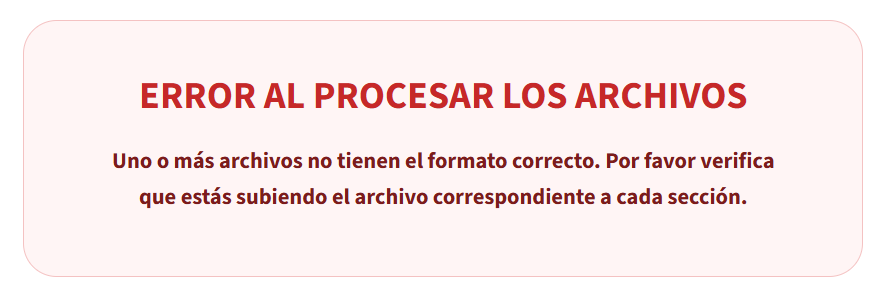 ERROR AL PROCESAR LOS ARCHIVOS
Uno o más archivos no tienen el formato correcto. Por favor verifica
que estás subiendo el archivo correspondiente a cada sección.